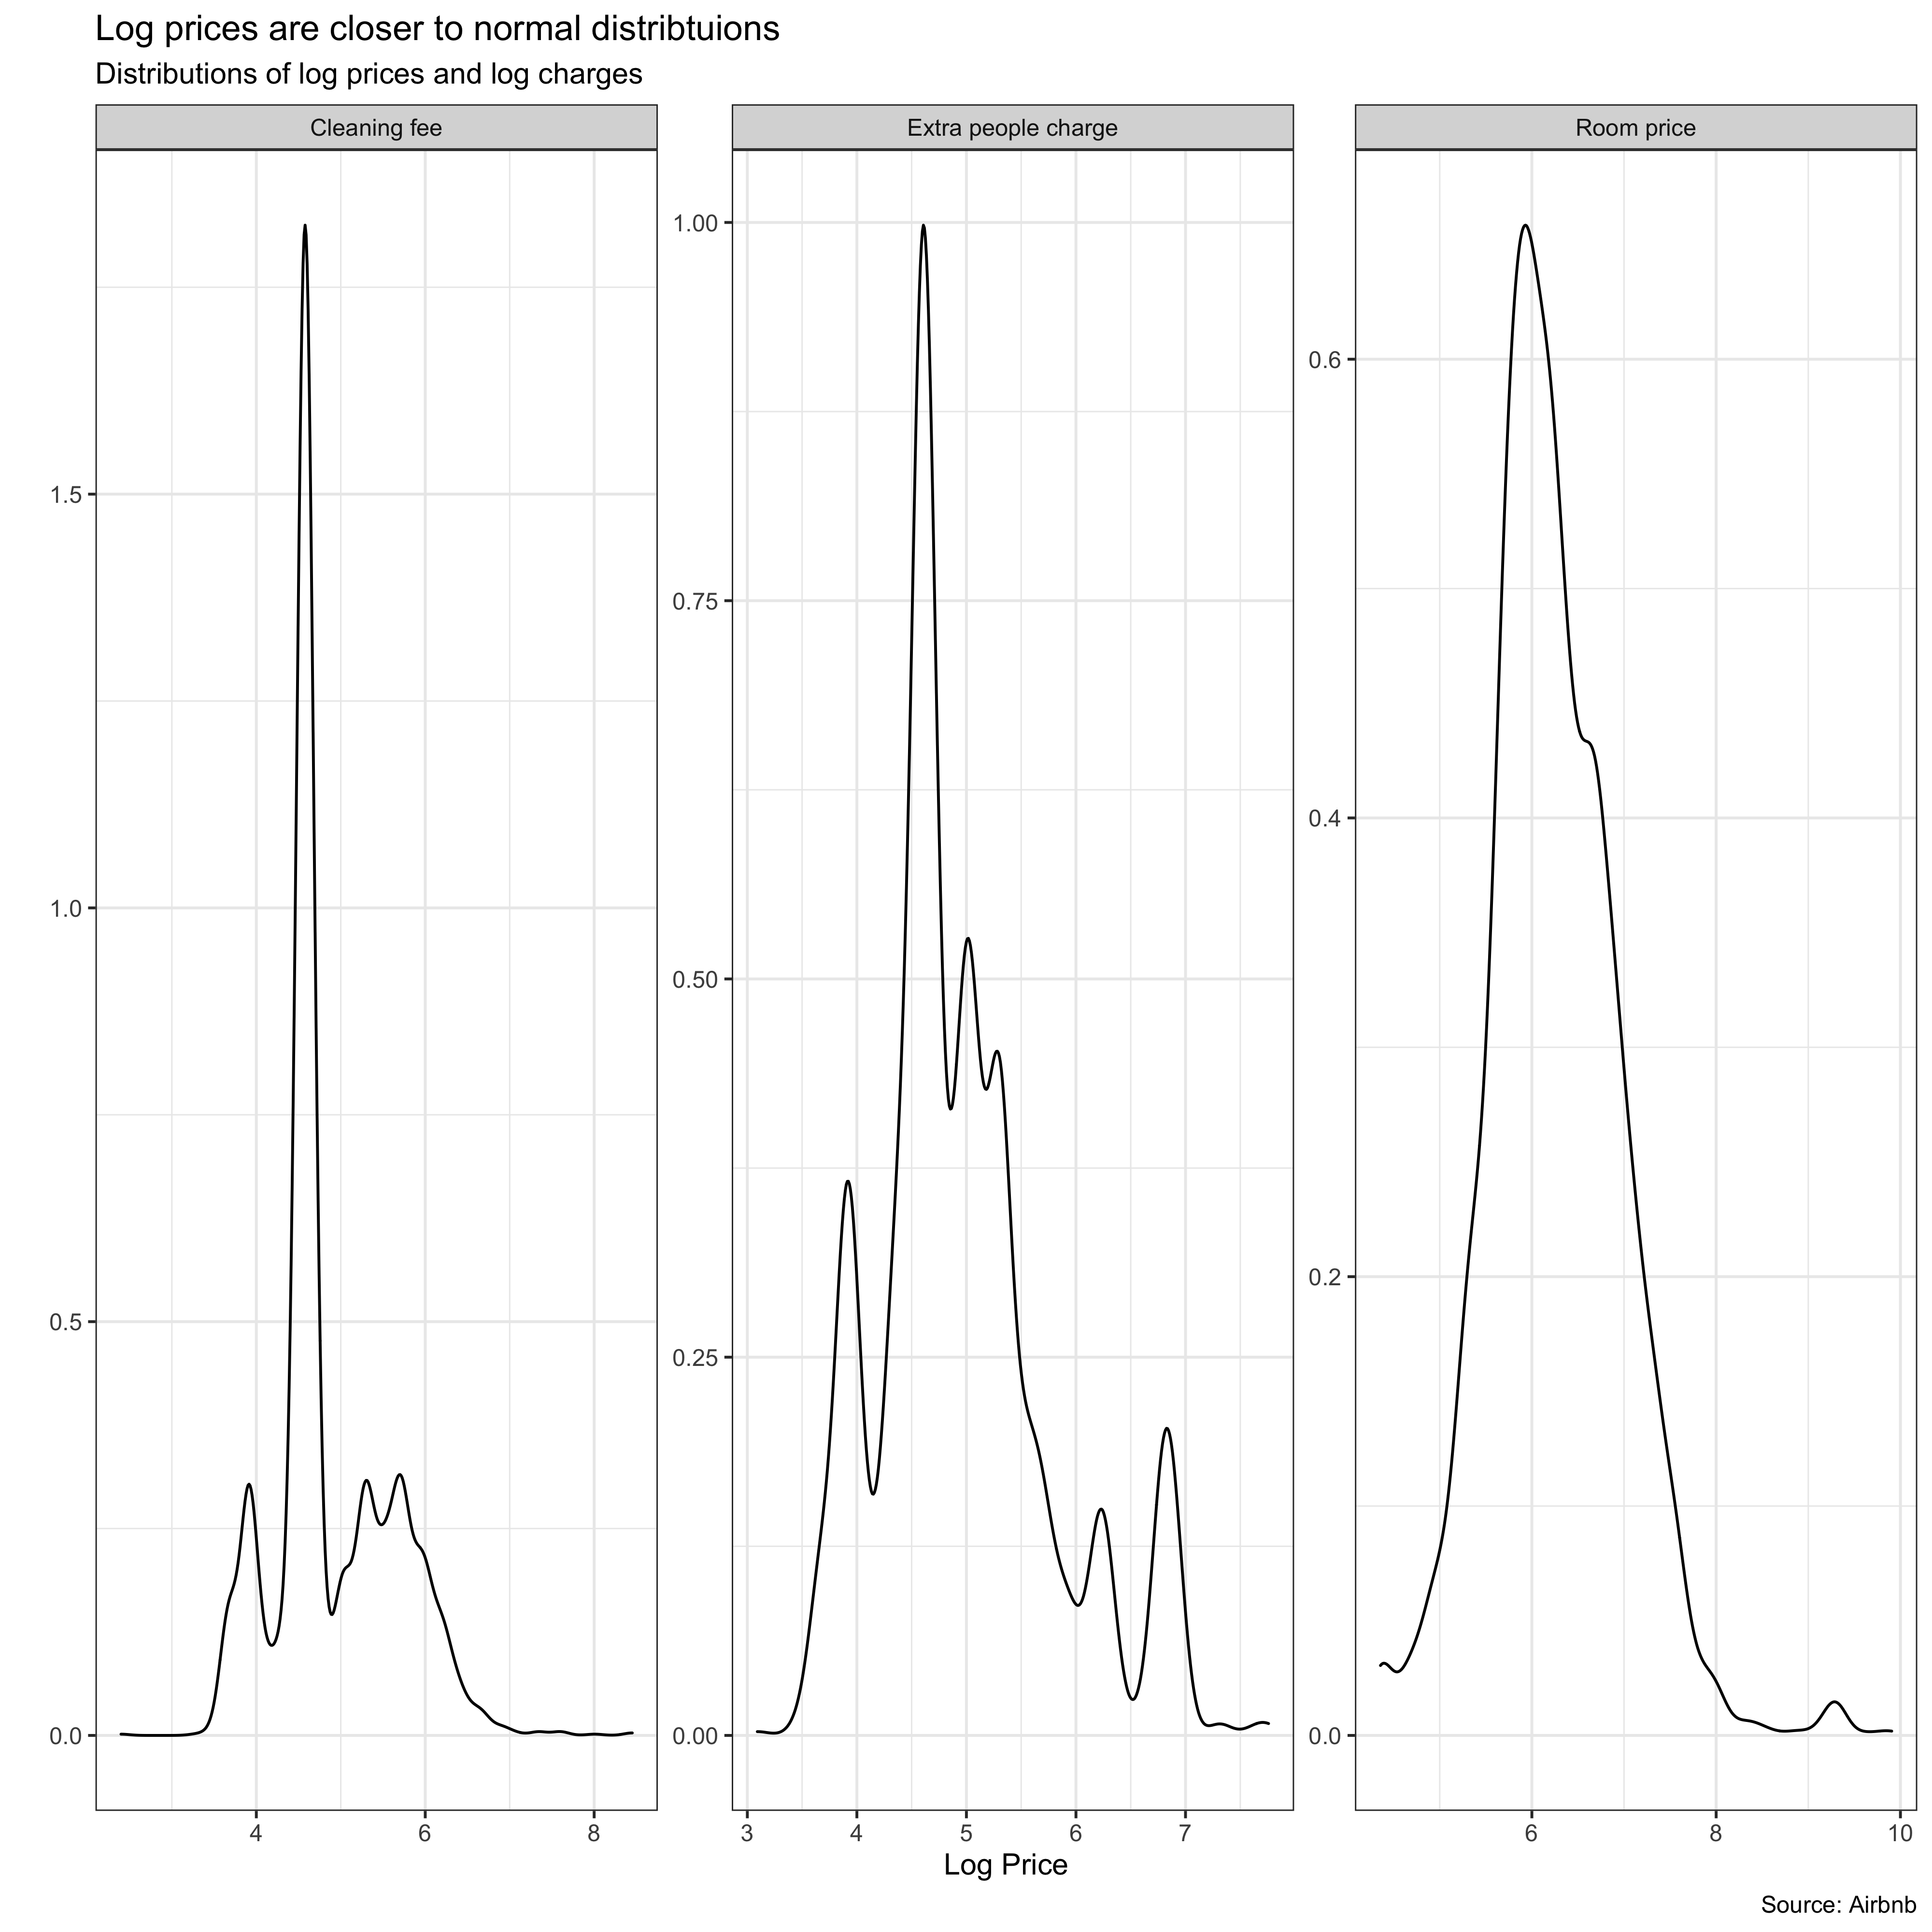 Log prices are closer to normal distribtuions
Distributions of log prices and log charges
Cleaning fee
Extra people charge
Room price
1.5
1.0
0.5
0.0
1.00
0.75
0.50
0.25
0.00
0.6
0.4
0.2
0.0
4 6 8
3 4 5 6 7
6 8 10
Log Price
Source: Airbnb